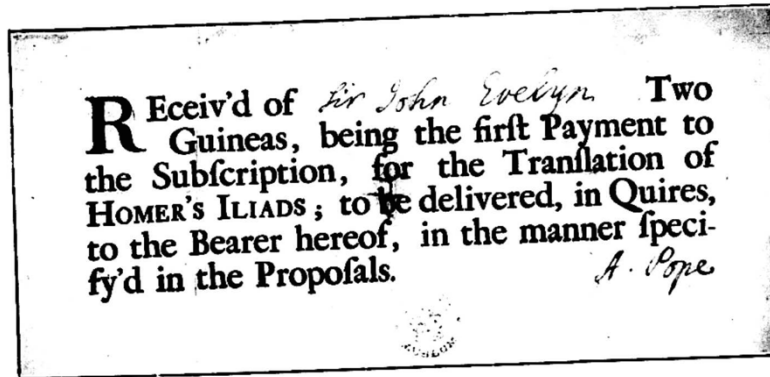 REceiv'd of Sir John Evelyn Two
Guineas, being the firſt Payment to
the Subſcription, for the Tranſlation of
HOMER'S ILIADS; to be delivered, in Quires,
to the Bearer hereof, in the manner ſpeci-
fy'd in the Propoſals.
A. Pope